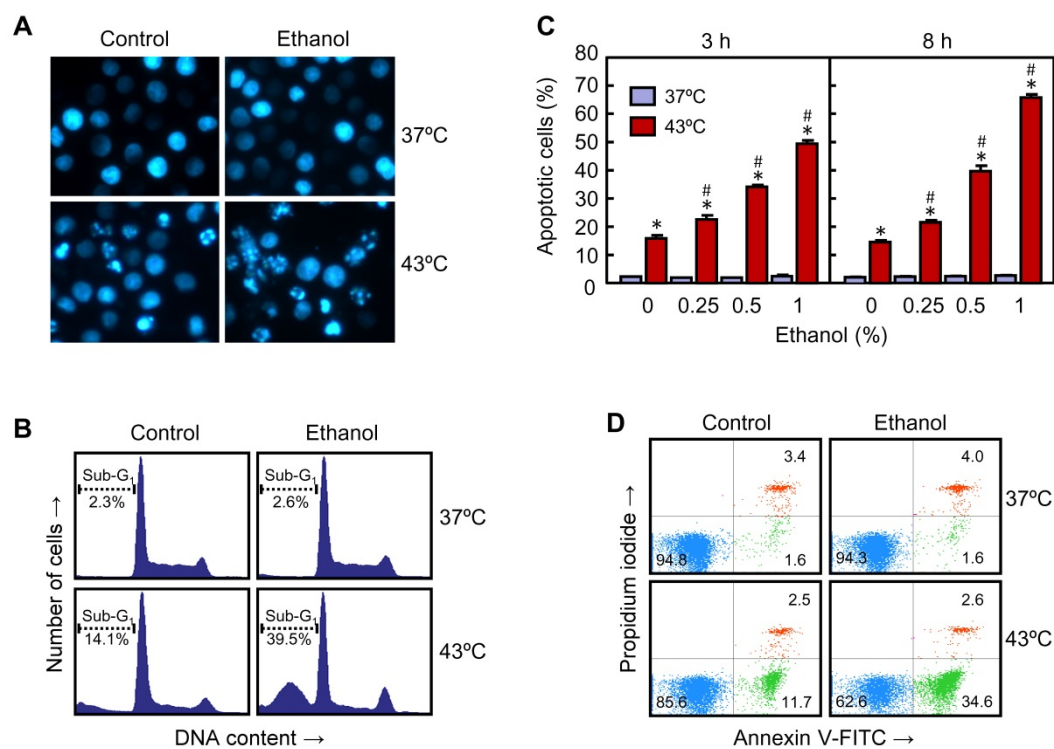 A
Control Ethanol
37ºC
43ºC
B
Control Ethanol
Number of cells →
Sub-G1
2.3%
Sub-G1
2.6%
37ºC
Sub-G1
14.1%
Sub-G1
39.5%
43ºC
DNA content →
C
3 h 8 h
Apoptotic cells (%)
80
70
60
50
40
30
20
10
0
37ºC
43ºC
* # * # * # *
* # * # * # *
0 0.25 0.5 1 0 0.25 0.5 1
Ethanol (%)
D
Control Ethanol
Propidium iodide →
3.4
94.8 1.6
4.0
94.3 1.6
37ºC
2.5
85.6 11.7
2.6
62.6 34.6
43ºC
Annexin V-FITC →